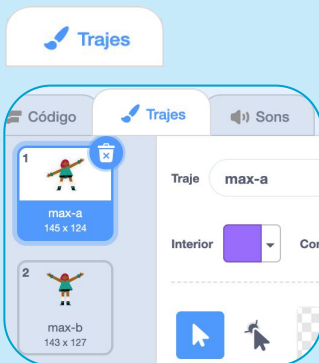 Trajes
Código Trajes Sons
1
max-a
145 x 124
Traje max-a
Interior
2
max-b
143 x 127